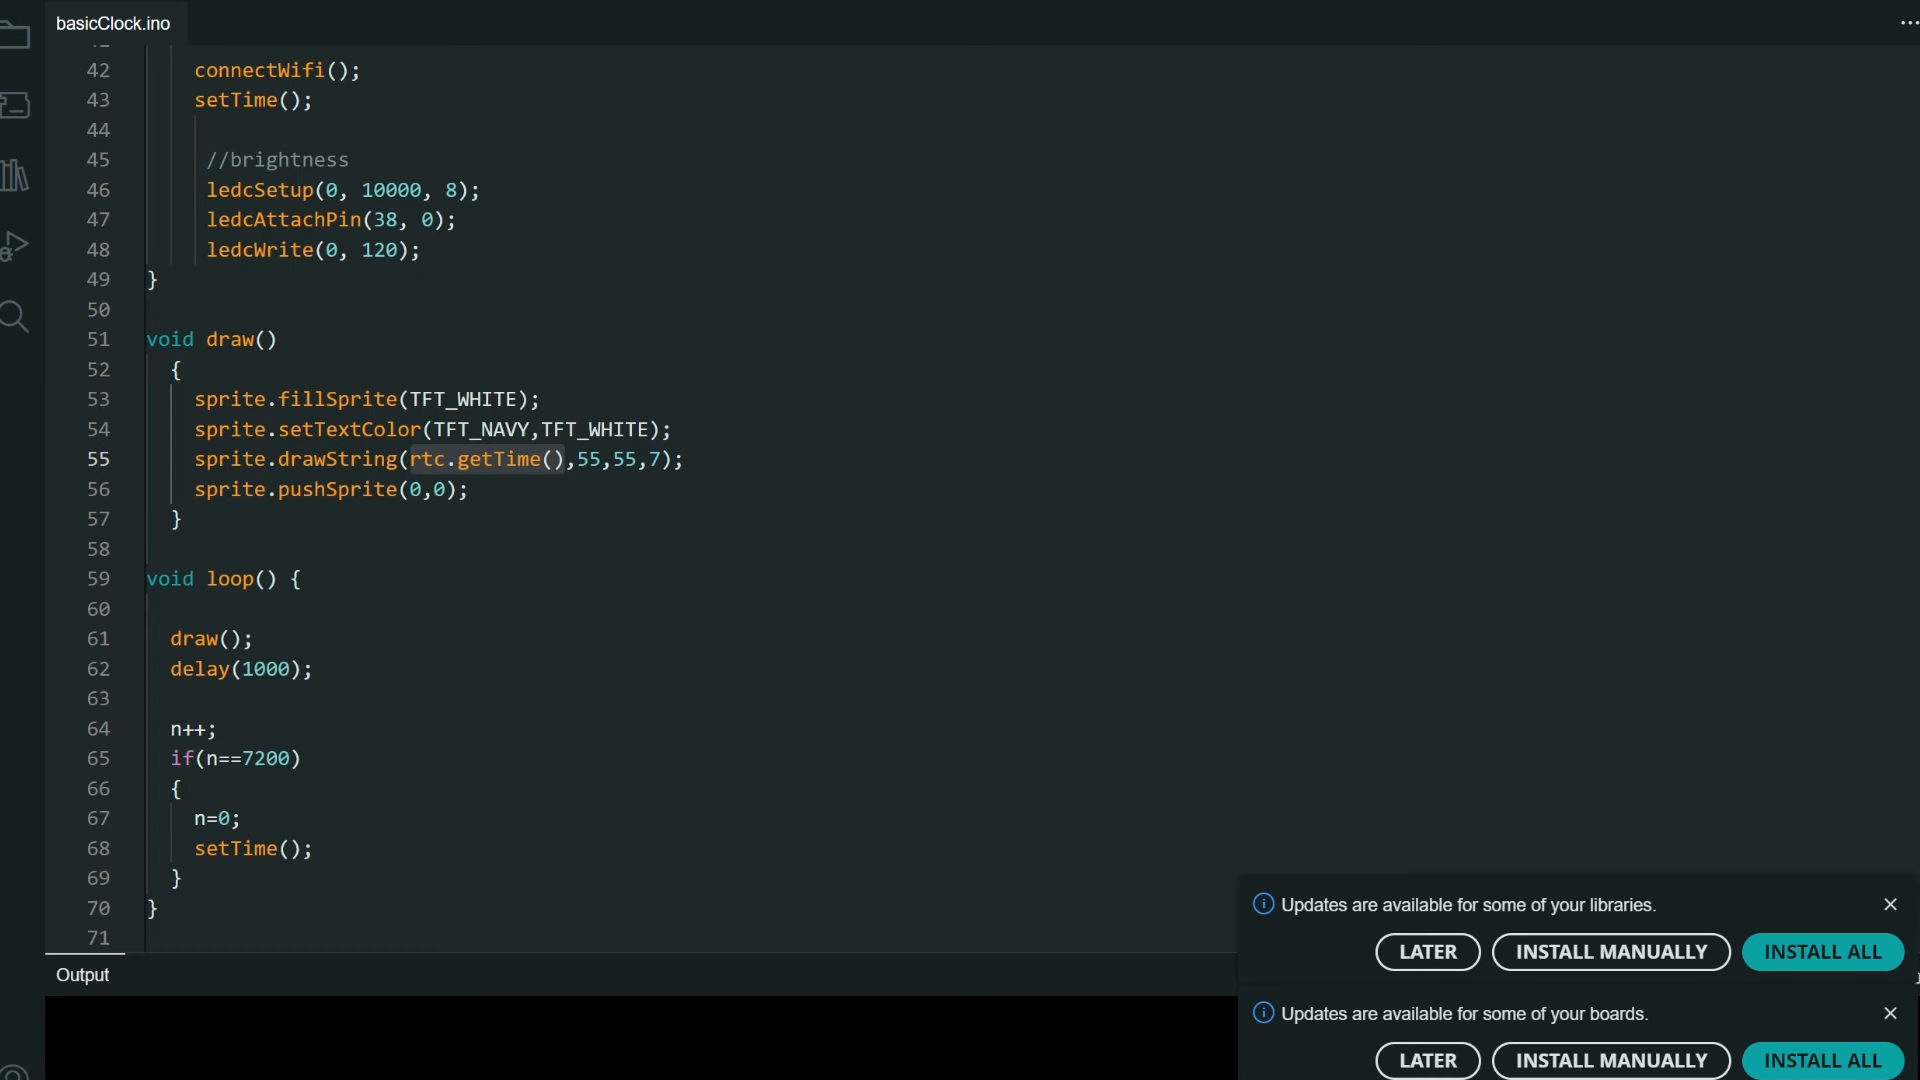 basicClock.ino
42 connectWifi();
43 setTime();
44
45 //brightness
46 ledcSetup(0, 10000, 8);
47 ledcAttachPin(38, 0);
48 ledcWrite(0, 120);
49 }
50
51 void draw()
52 {
53 sprite.fillSprite(TFT_WHITE);
54 sprite.setTextColor(TFT_NAVY,TFT_WHITE);
55 sprite.drawString(rtc.getTime(),55,55,7);
56 sprite.pushSprite(0,0);
57 }
58
59 void loop() {
60
61 draw();
62 delay(1000);
63
64 n++;
65 if(n==7200)
66 {
67 n=0;
68 setTime();
69 }
70 }
71
Output
Updates are available for some of your libraries.
LATER INSTALL MANUALLY INSTALL ALL
Updates are available for some of your boards.
LATER INSTALL MANUALLY INSTALL ALL